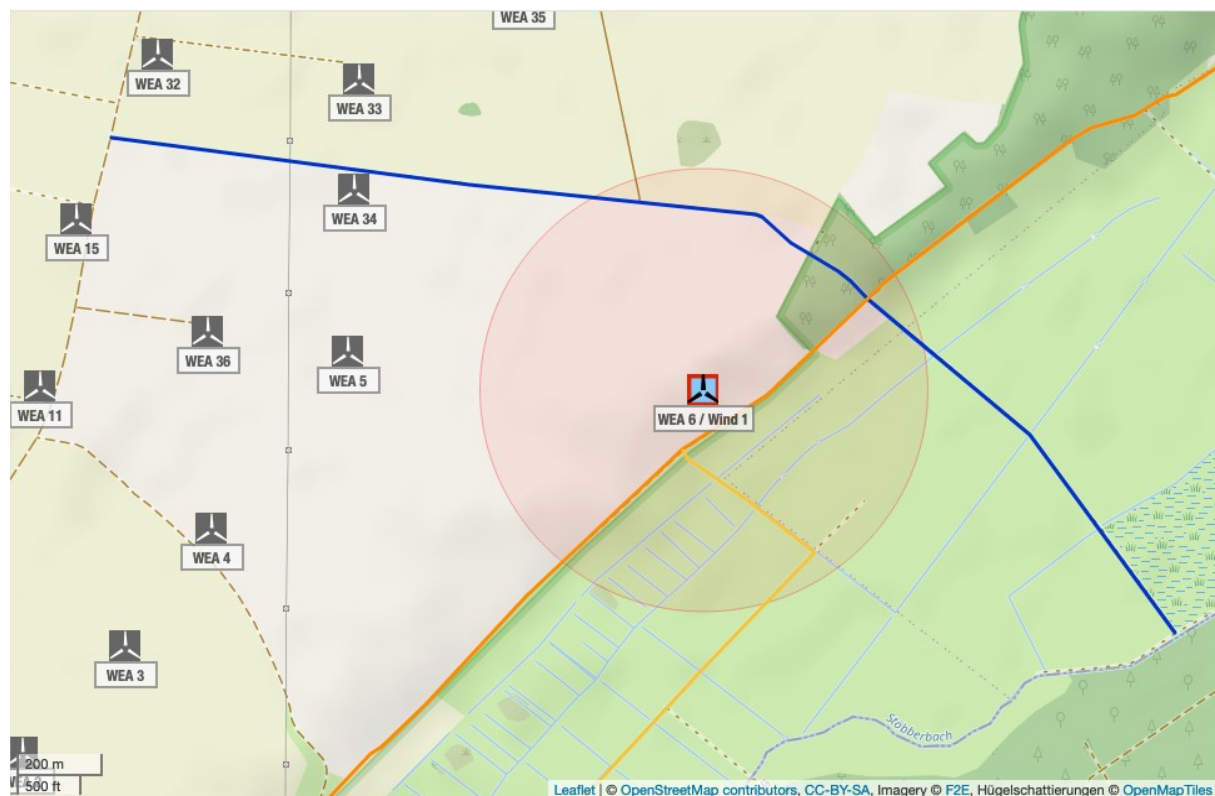 WEA 35
WEA 32
WEA 33
WEA 34
WEA 15
WEA 36
WEA 5
WEA 11
WEA 6 / Wind 1
WEA 4
WEA 3
Stobberbach
200 m
500 ft
Leaflet | © OpenStreetMap contributors, CC-BY-SA, Imagery © F2E, Hügelschattierungen © OpenMapTiles